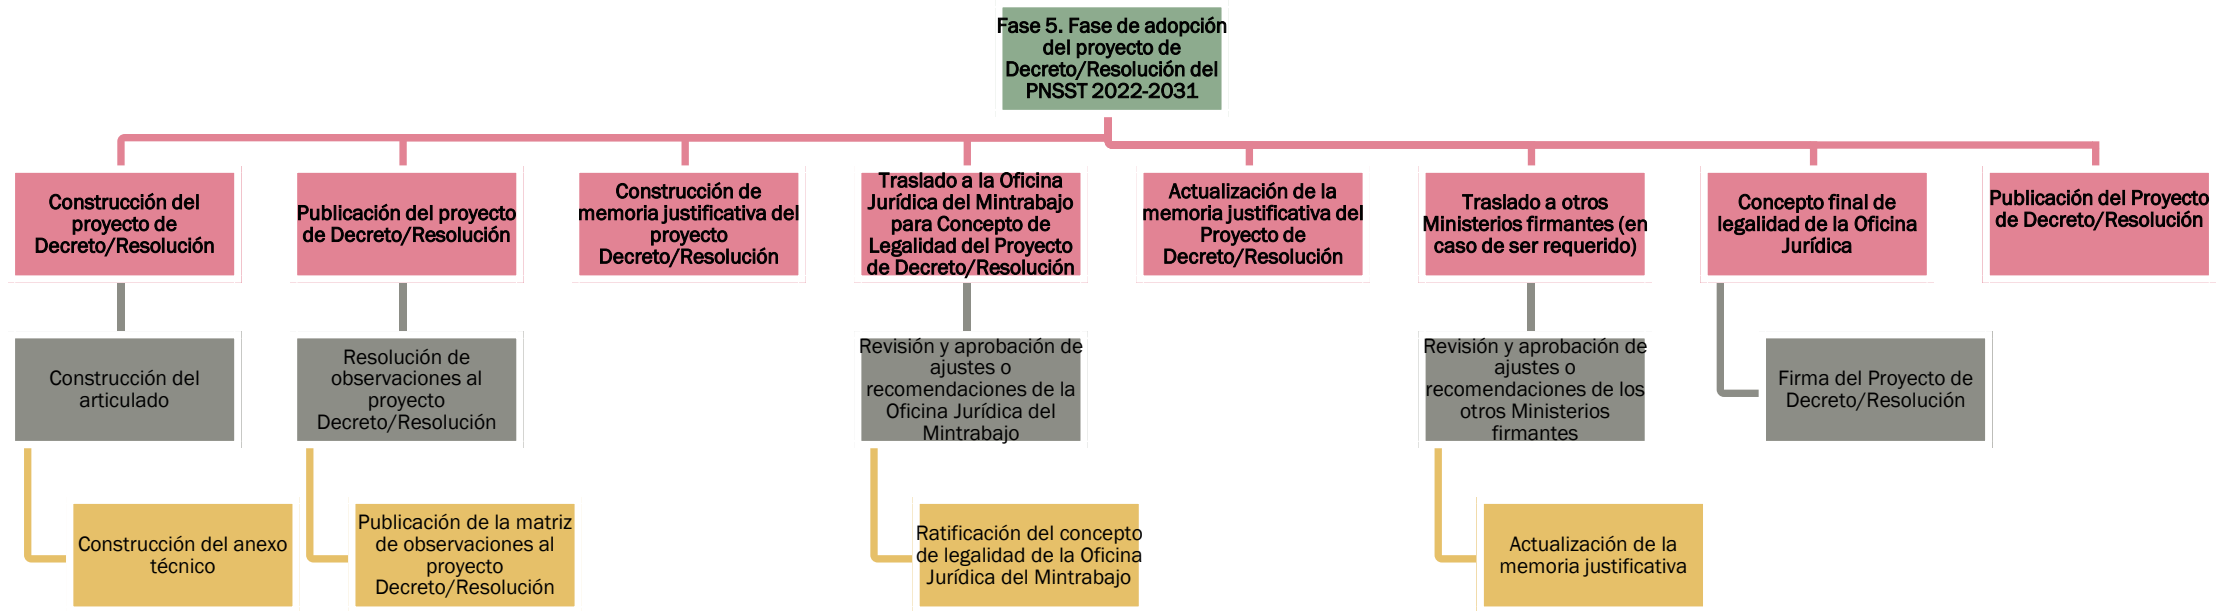 Fase 5. Fase de adopción
del proyecto de
Decreto/Resolución del
PNSST 2022-2031
Construcción del
proyecto de
Decreto/Resolución
Publicación del proyecto
de Decreto/Resolución
Construcción de
memoria justificativa del
proyecto
Decreto/Resolución
Traslado a la Oficina
Jurídica del Mintrabajo
para Concepto de
Legalidad del Proyecto
de Decreto/Resolución
Actualización de la
memoria justificativa del
Proyecto de
Decreto/Resolución
Traslado a otros
Ministerios firmantes (en
caso de ser requerido)
Concepto final de
legalidad de la Oficina
Jurídica
Publicación del Proyecto
de Decreto/Resolución
Construcción del
articulado
Resolución de
observaciones al
proyecto
Decreto/Resolución
Revisión y aprobación de
ajustes o
recomendaciones de la
Oficina Jurídica del
Mintrabajo
Revisión y aprobación de
ajustes o
recomendaciones de los
otros Ministerios
firmantes
Firma del Proyecto de
Decreto/Resolución
Construcción del anexo
técnico
Publicación de la matriz
de observaciones al
proyecto
Decreto/Resolución
Ratificación del concepto
de legalidad de la Oficina
Jurídica del Mintrabajo
Actualización de la
memoria justificativa